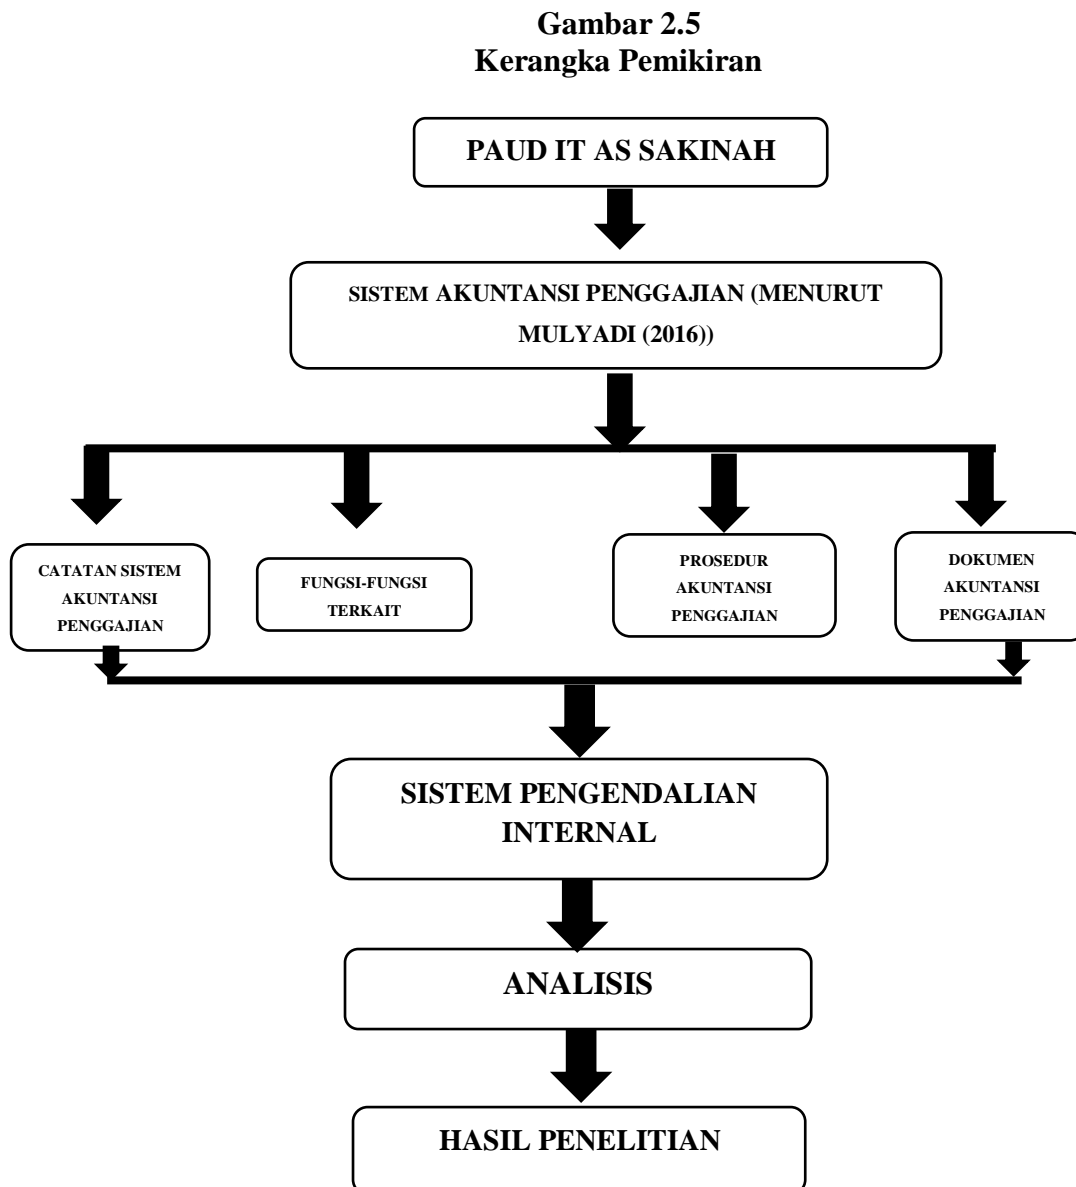 Gambar 2.5
Kerangka Pemikiran
PAUD IT AS SAKINAH
SISTEM AKUNTANSI PENGGAJIAN (MENURUT
MULYADI (2016))
CATATAN SISTEM
AKUNTANSI
PENGGAJIAN
FUNGSI-FUNGSI
TERKAIT
PROSEDUR
AKUNTANSI
PENGGAJIAN
DOKUMEN
AKUNTANSI
PENGGAJIAN
SISTEM PENGENDALIAN
INTERNAL
ANALISIS
HASIL PENELITIAN